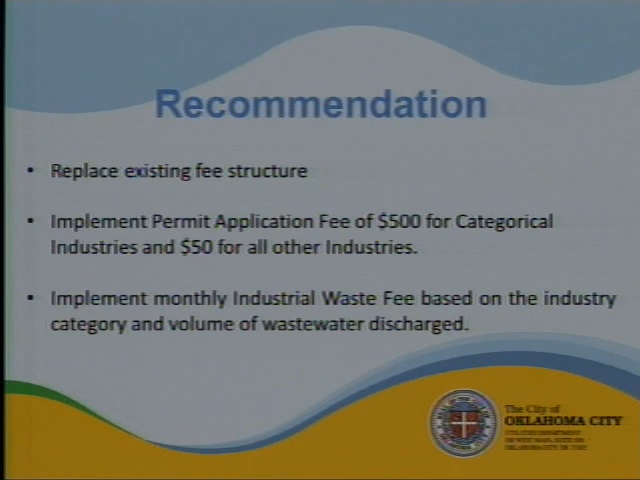 Recommendation
• Replace existing fee structure
• Implement Permit Application Fee of $500 for Categorical
Industries and $50 for all other Industries.
• Implement monthly Industrial Waste Fee based on the industry
category and volume of wastewater discharged.
The City of
OKLAHOMA CITY
UTILITIES DEPARTMENT